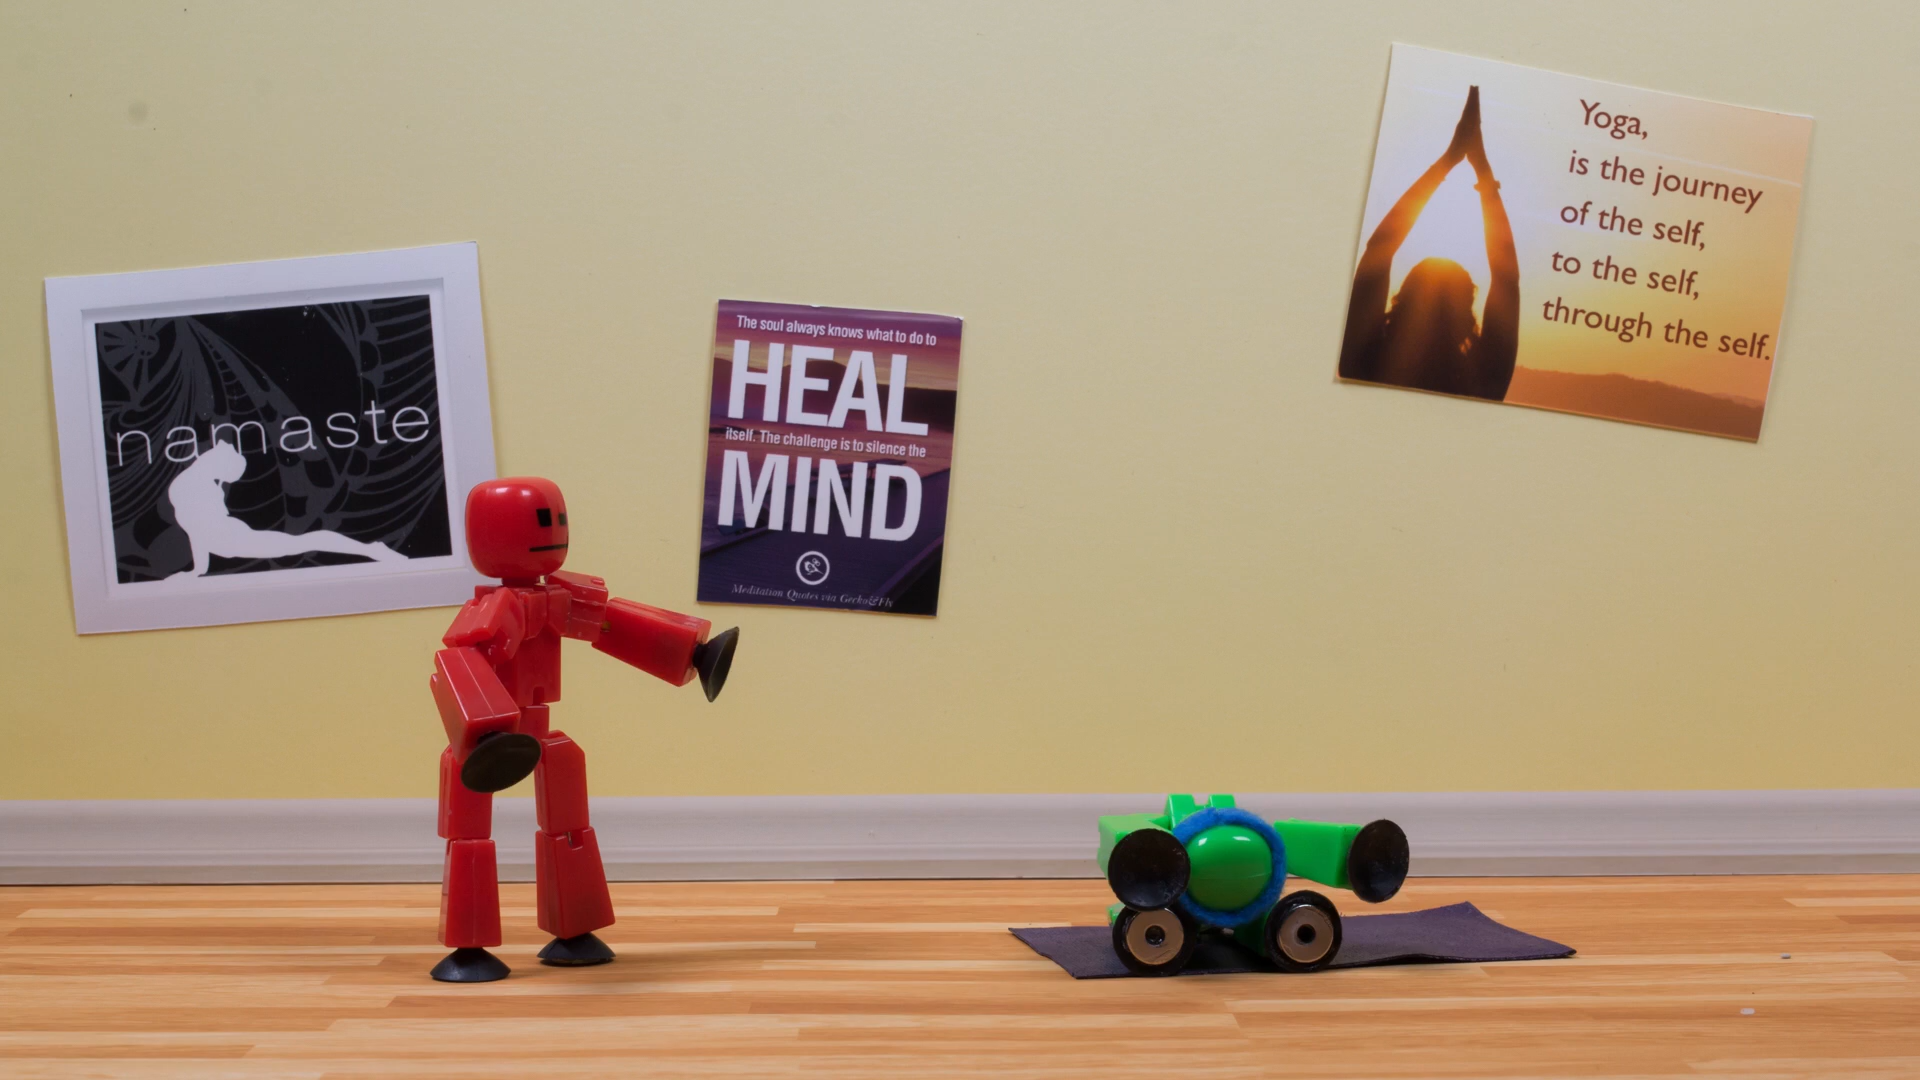 namaste
The soul always knows what to do to
HEAL
itself. The challenge is to silence the
MIND
Meditation Quotes via Gecko&Fly
Yoga,
is the journey
of the self,
to the self,
through the self.